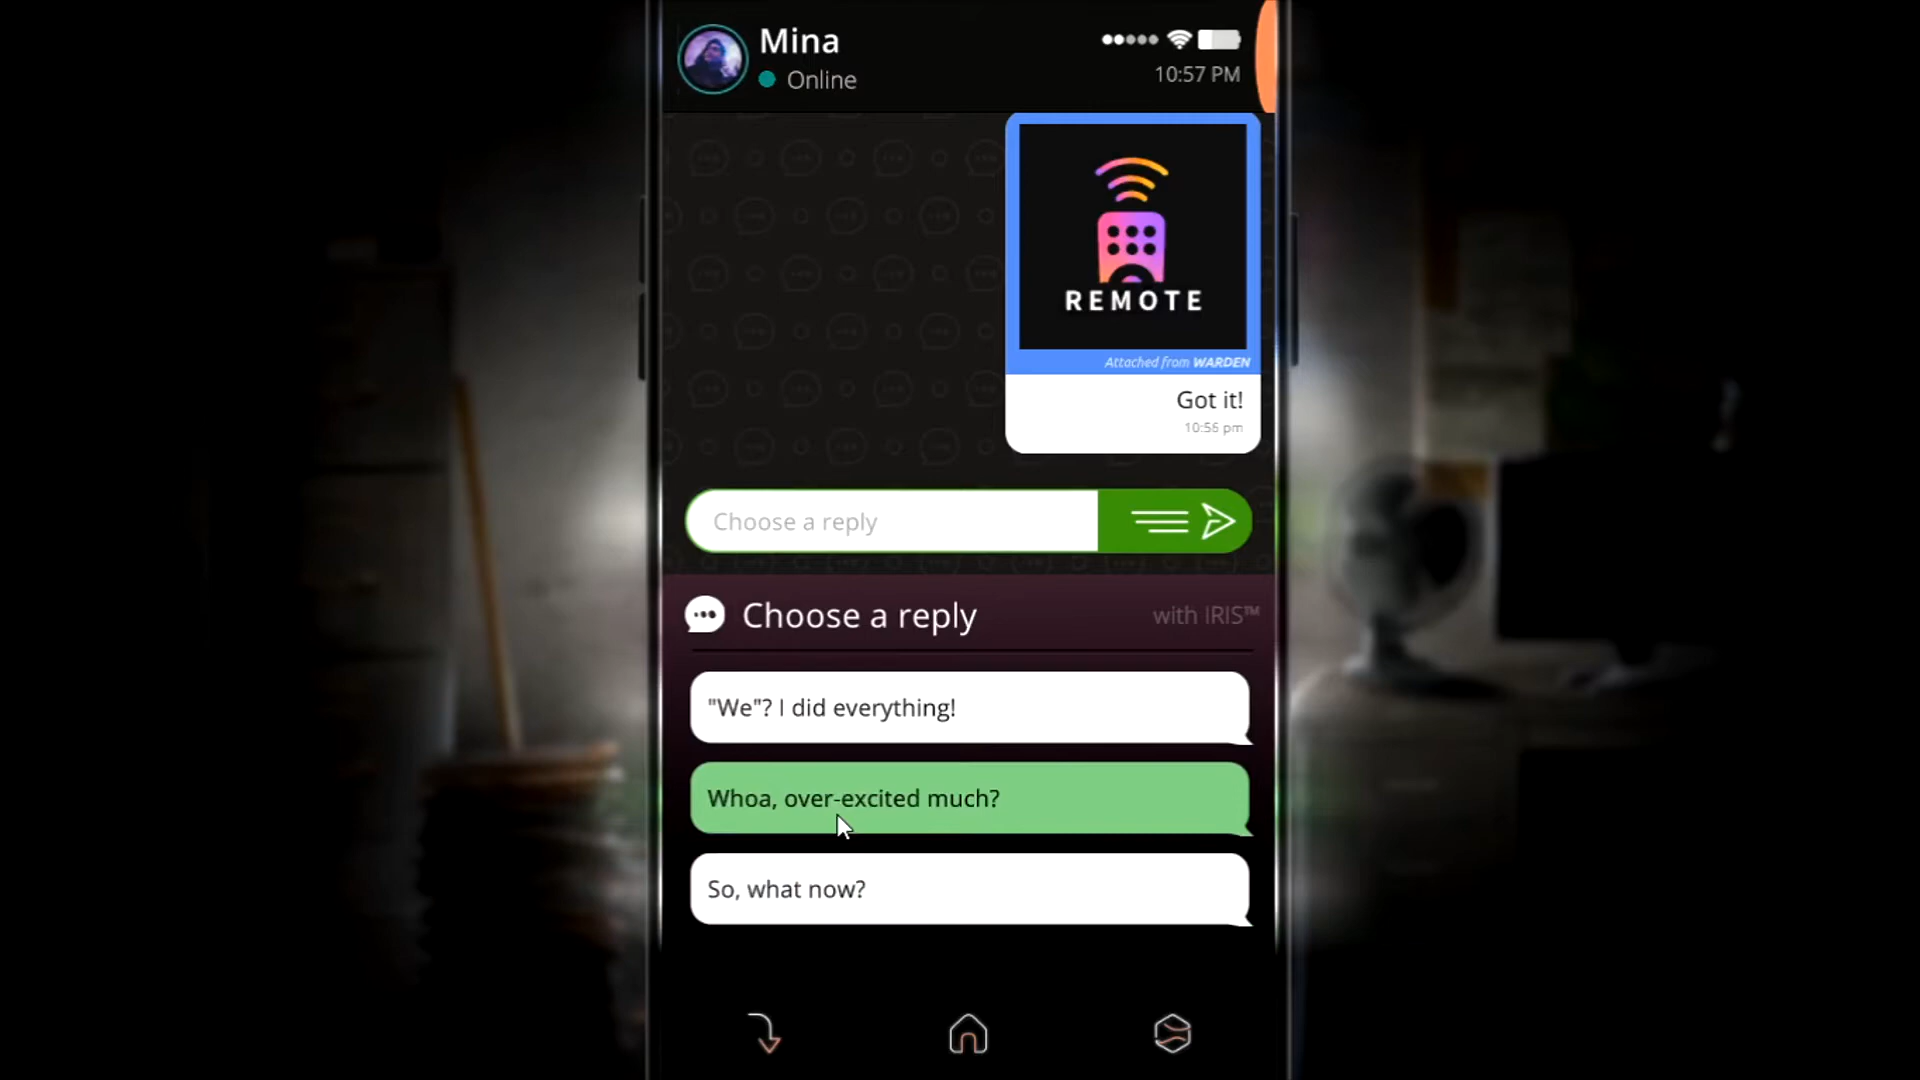 Mina
Online
10:57 PM
REMOTE
Attached from WARDEN
Got it!
10:56 pm
Choose a reply
Choose a reply
with IRIS™
"We"? I did everything!
Whoa, over-excited much?
So, what now?